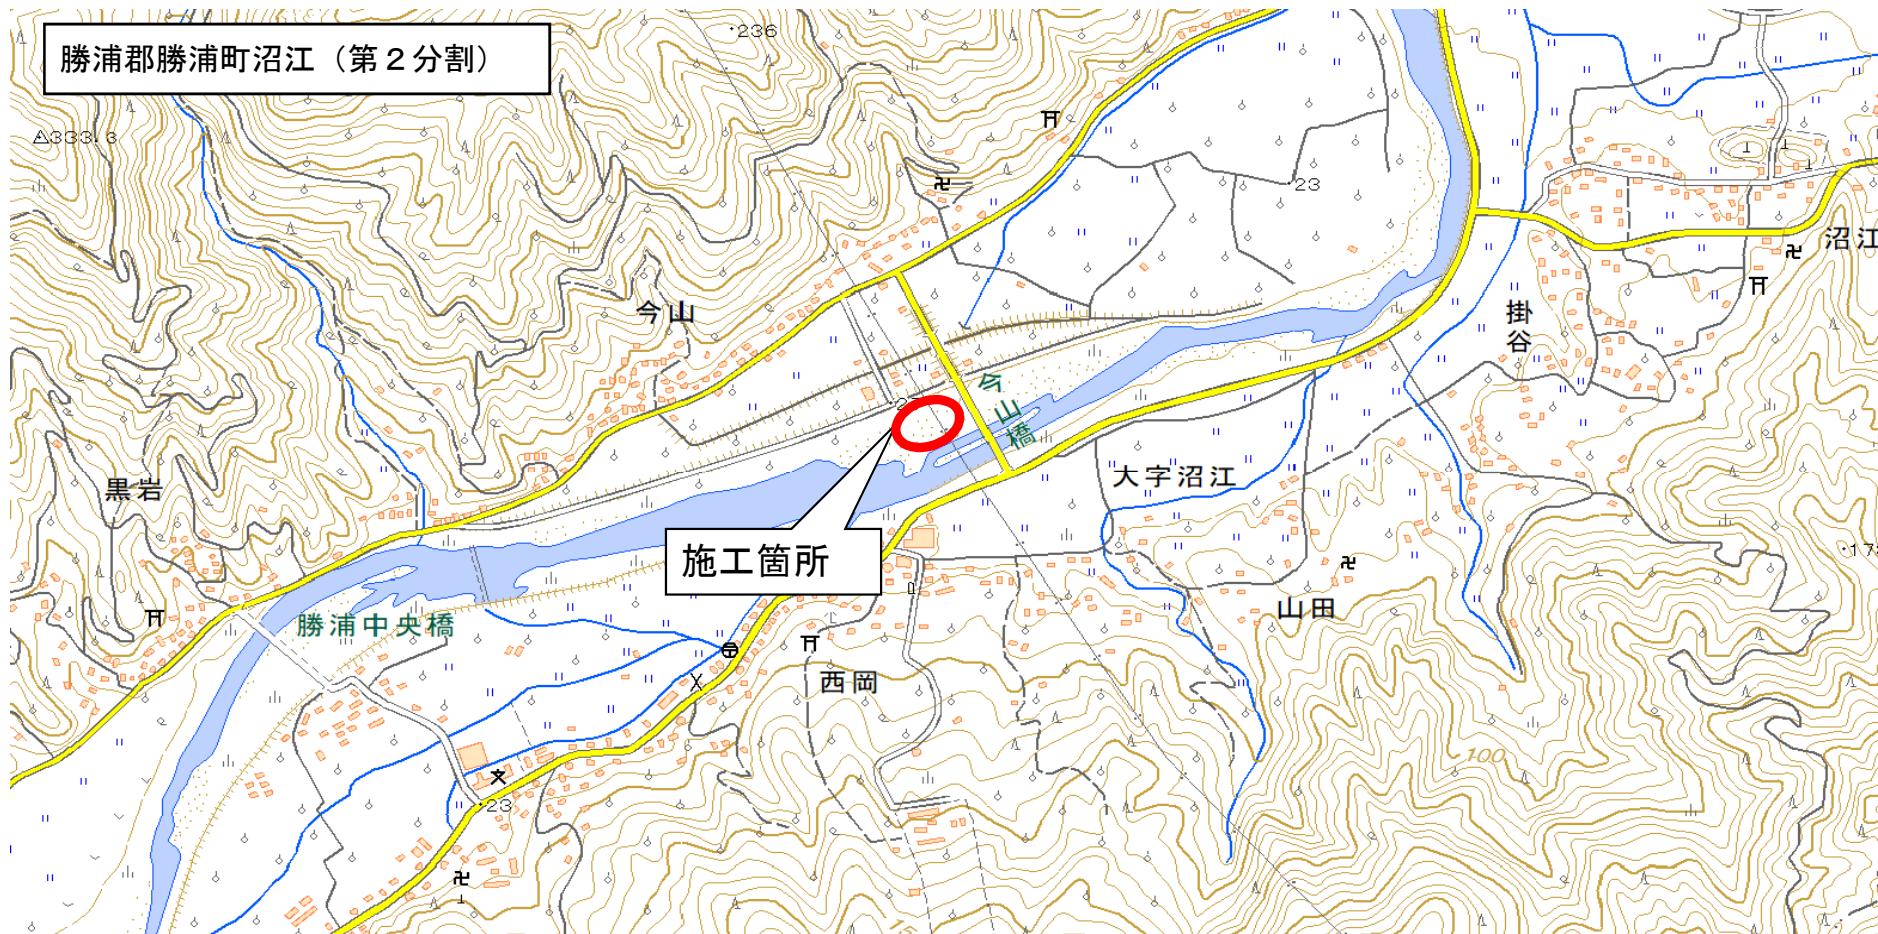 勝浦郡勝浦町沼江（第２分割）
236
333.3
23
沼江
今山
掛谷
今山橋
大字沼江
黒岩
施工箇所
山田
勝浦中央橋
西岡
100
23